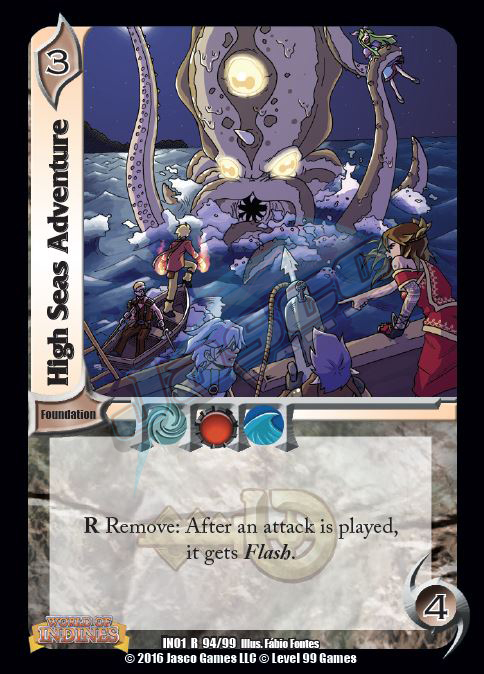 3
High Seas Adventure
Foundation
R Remove: After an attack is played,
it gets Flash.
4
WORLD OF
INDINES
IN01 R 94/99 Illus. Fábio Fontes
© 2016 Jasco Games LLC © Level 99 Games